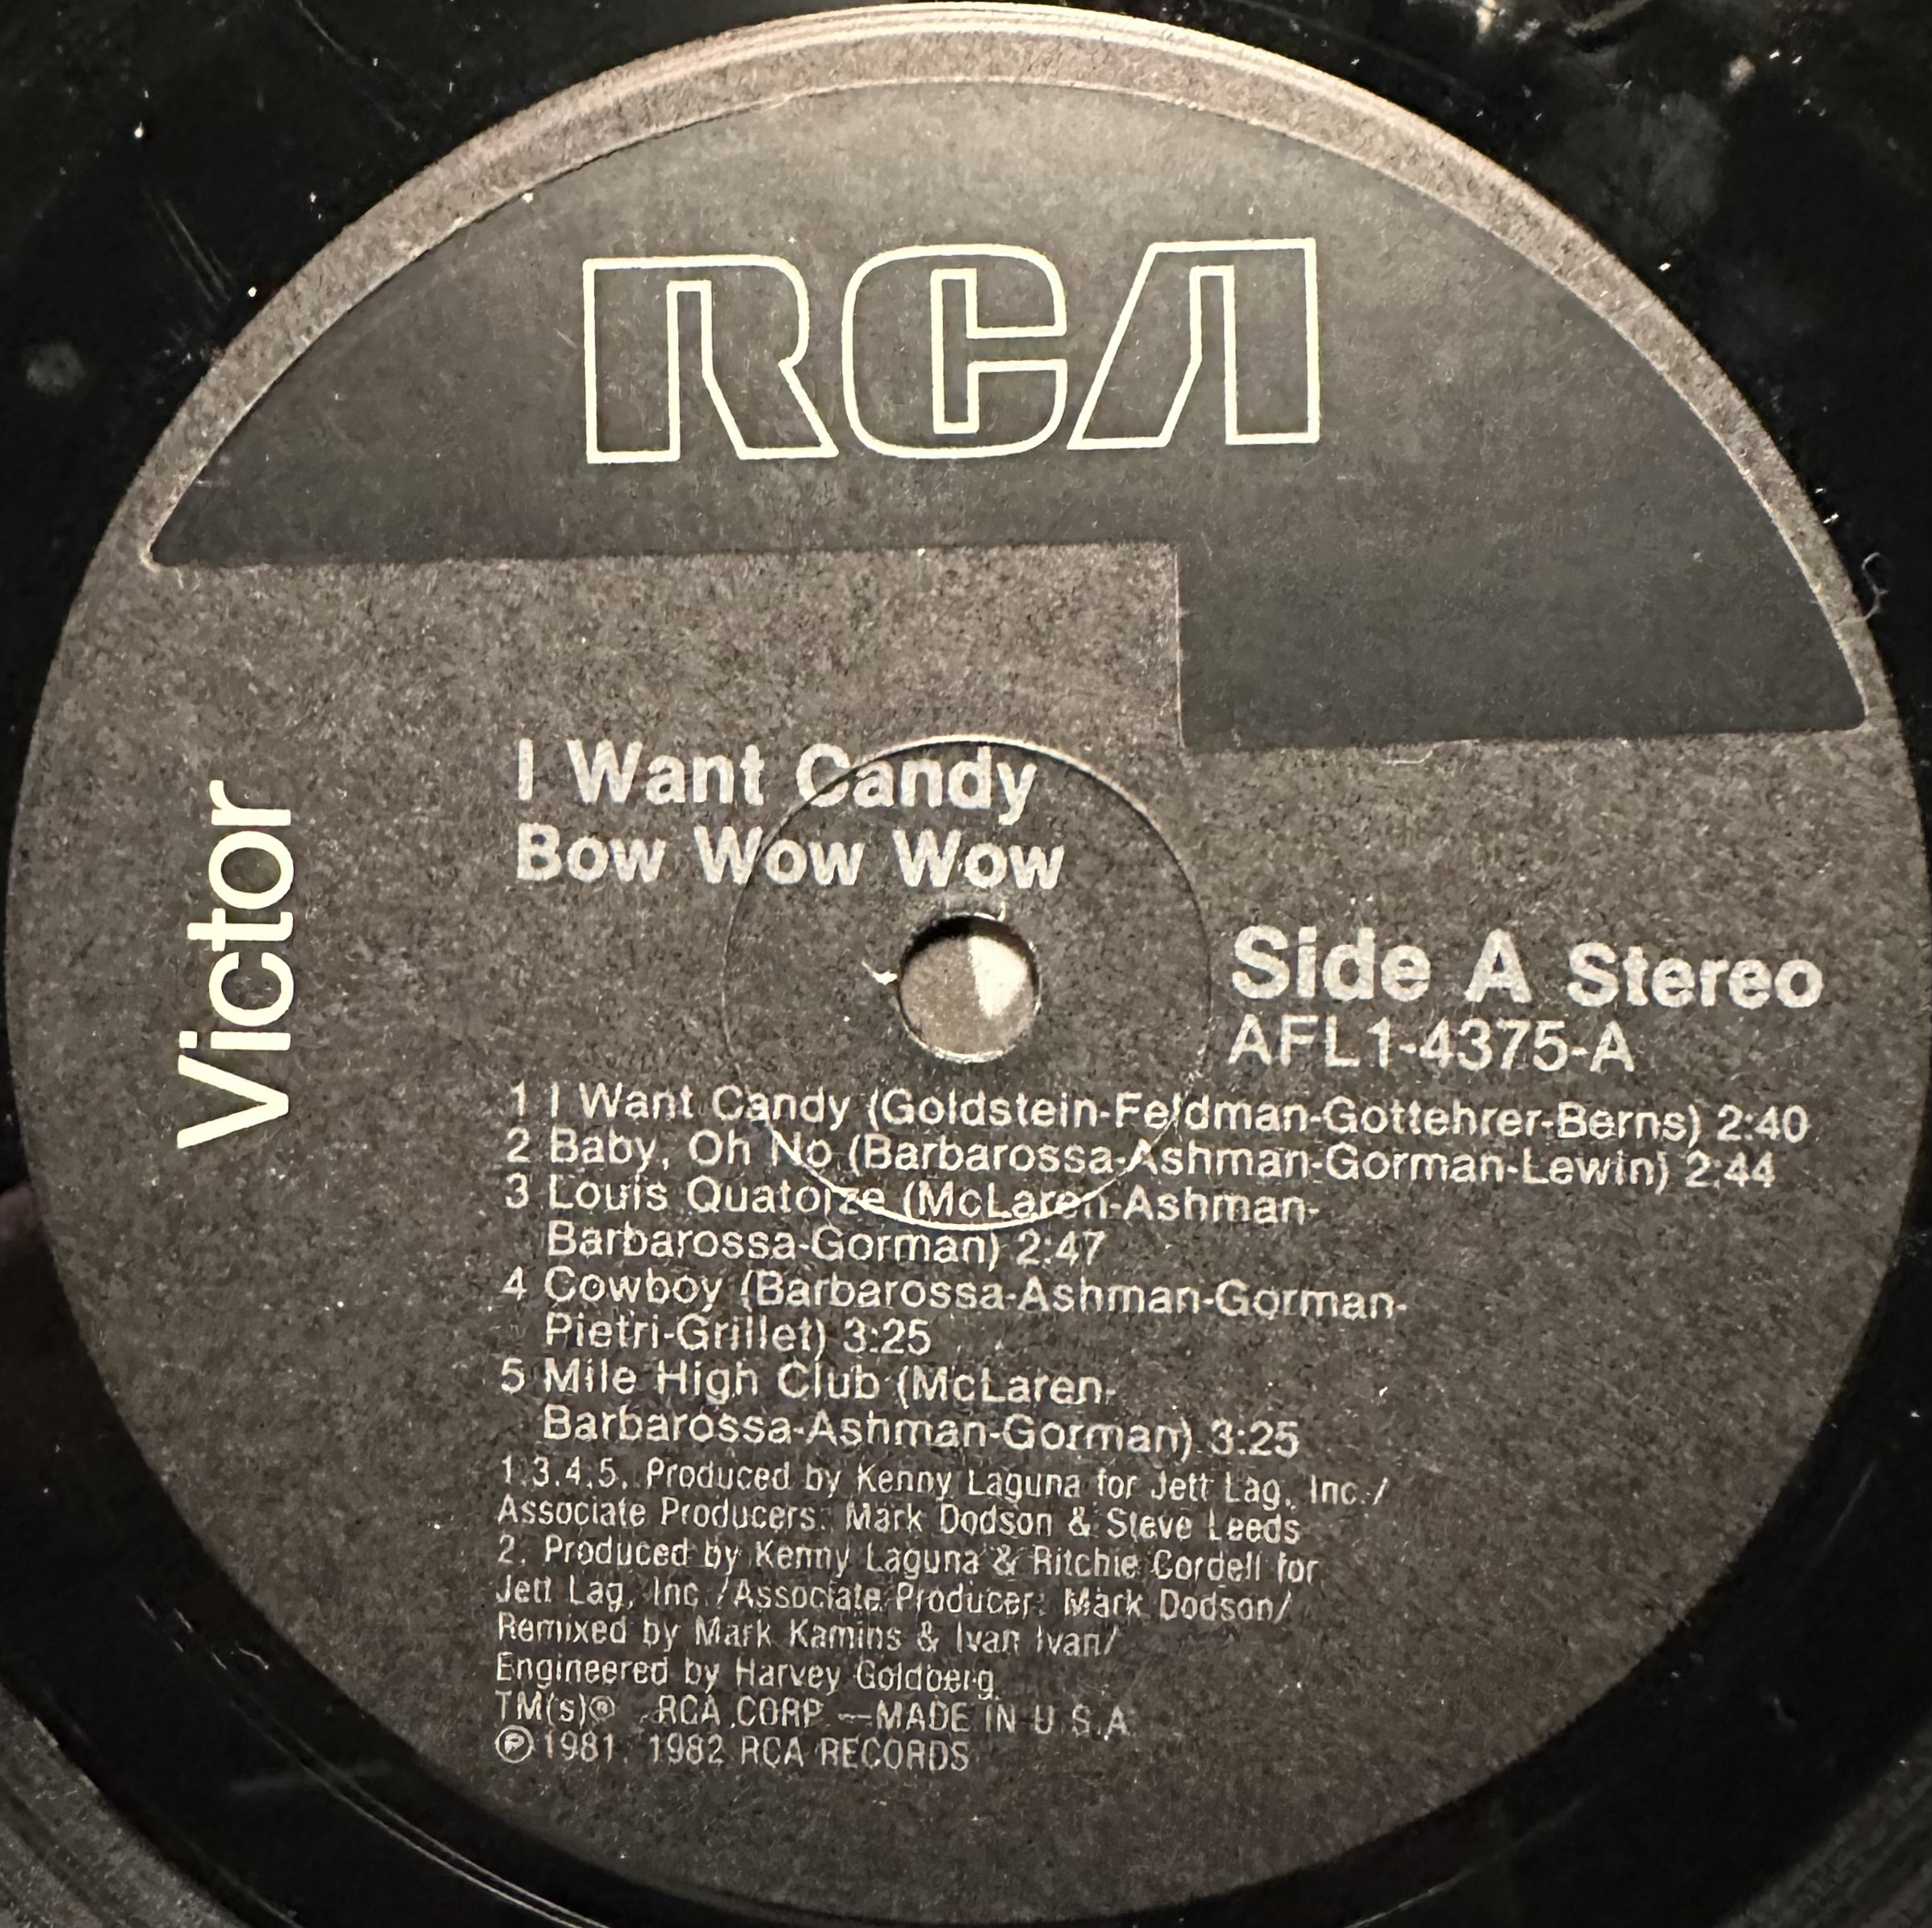 RCA
Victor
I Want Candy
Bow Wow Wow
Side A Stereo
AFL1-4375-A
1 I Want Candy (Goldstein-Feldman-Gottehrer-Berns) 2:40
2 Baby, Oh No (Barbarossa-Ashman-Gorman-Lewin) 2:44
3 Louis Quatorze (McLaren-Ashman-
Barbarossa-Gorman) 2:47
4 Cowboy (Barbarossa-Ashman-Gorman-
Pietri-Grillet) 3:25
5 Mile High Club (McLaren-
Barbarossa-Ashman-Gorman) 3:25
1,3,4,5, Produced by Kenny Laguna for Jett Lag, Inc./
Associate Producers: Mark Dodson & Steve Leeds
2. Produced by Kenny Laguna & Ritchie Cordell for
Jett Lag, Inc./Associate Producer: Mark Dodson/
Remixed by Mark Kamins & Ivan Ivan/
Engineered by Harvey Goldberg
TM(s)® RCA CORP. —MADE IN U.S.A.
℗1981, 1982 RCA RECORDS